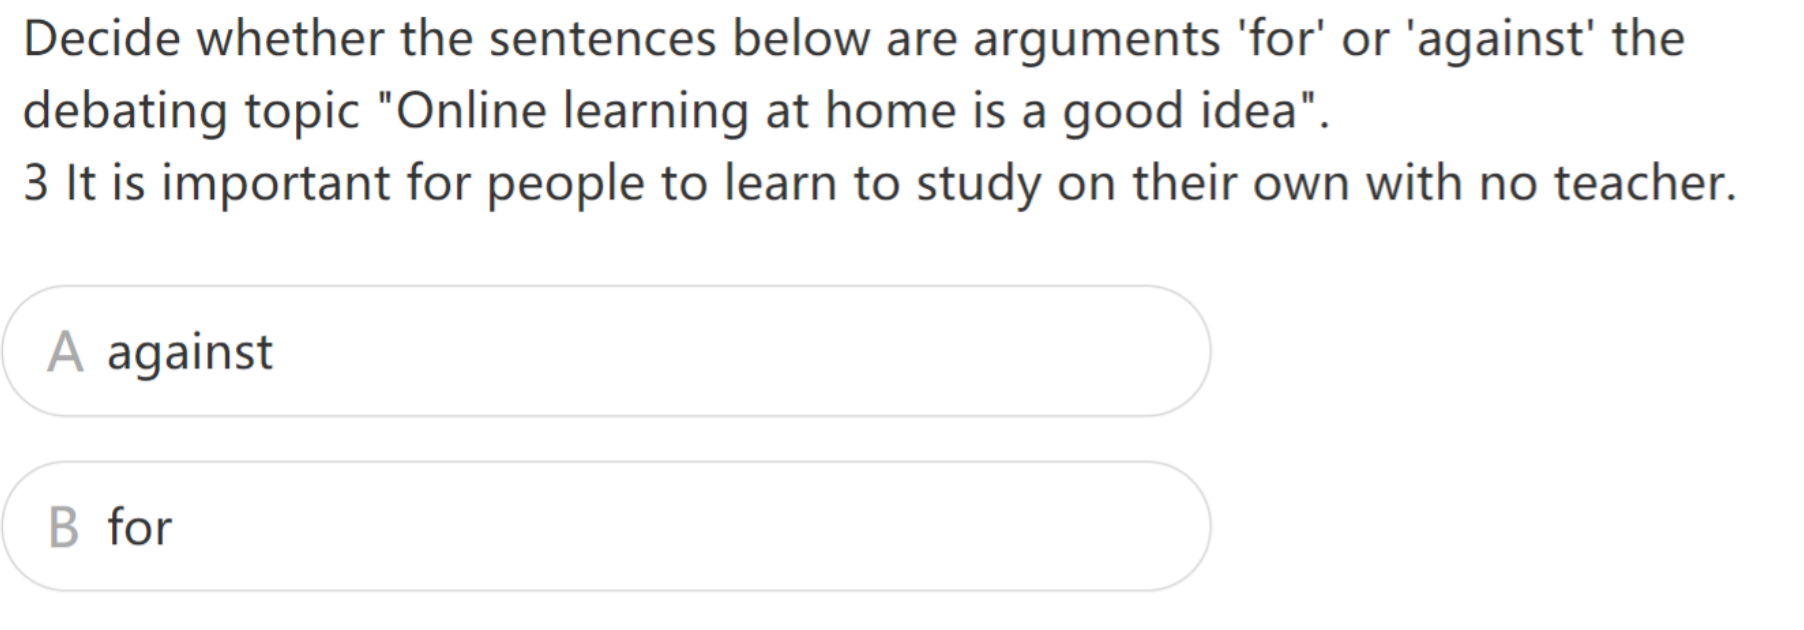 Decide whether the sentences below are arguments 'for' or 'against' the
debating topic "Online learning at home is a good idea".
3 It is important for people to learn to study on their own with no teacher.
A against
B for